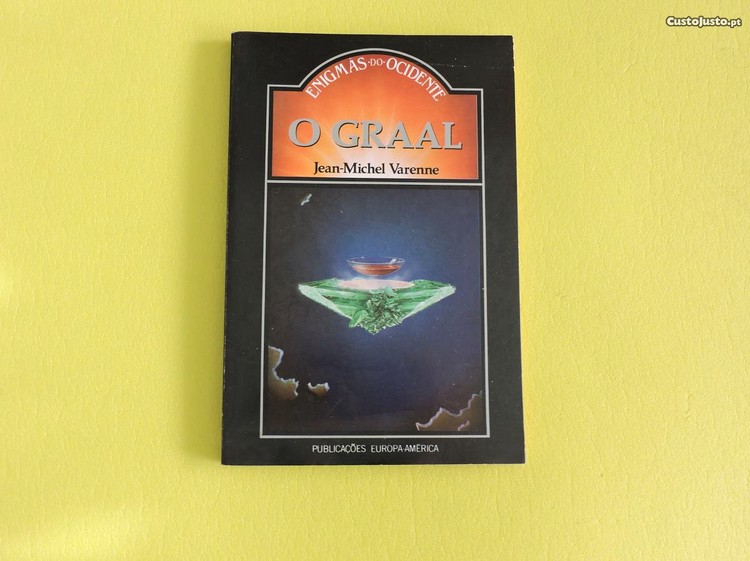 CustoJusto.pt
ENIGMAS·DO·OCIDENTE
O GRAAL
Jean-Michel Varenne
PUBLICAÇÕES EUROPA-AMÉRICA